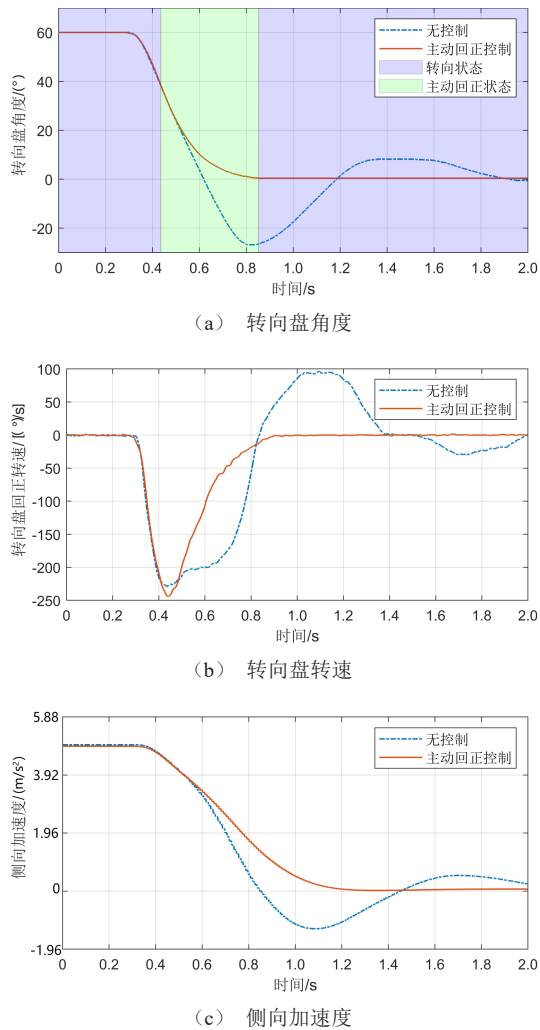 60
40
20
0
-20
转向盘角度/(°)
无控制
主动回正控制
转向状态
主动回正状态
0 0.2 0.4 0.6 0.8 1.0 1.2 1.4 1.6 1.8 2.0
时间/s
（a） 转向盘角度
100
50
0
-50
-100
-150
-200
-250
转向盘回正转速/[(°)/s]
无控制
主动回正控制
0 0.2 0.4 0.6 0.8 1.0 1.2 1.4 1.6 1.8 2.0
时间/s
（b） 转向盘转速
5.88
3.92
1.96
0
-1.96
侧向加速度/(m/s²)
无控制
主动回正控制
0 0.2 0.4 0.6 0.8 1.0 1.2 1.4 1.6 1.8 2.0
时间/s
（c） 侧向加速度